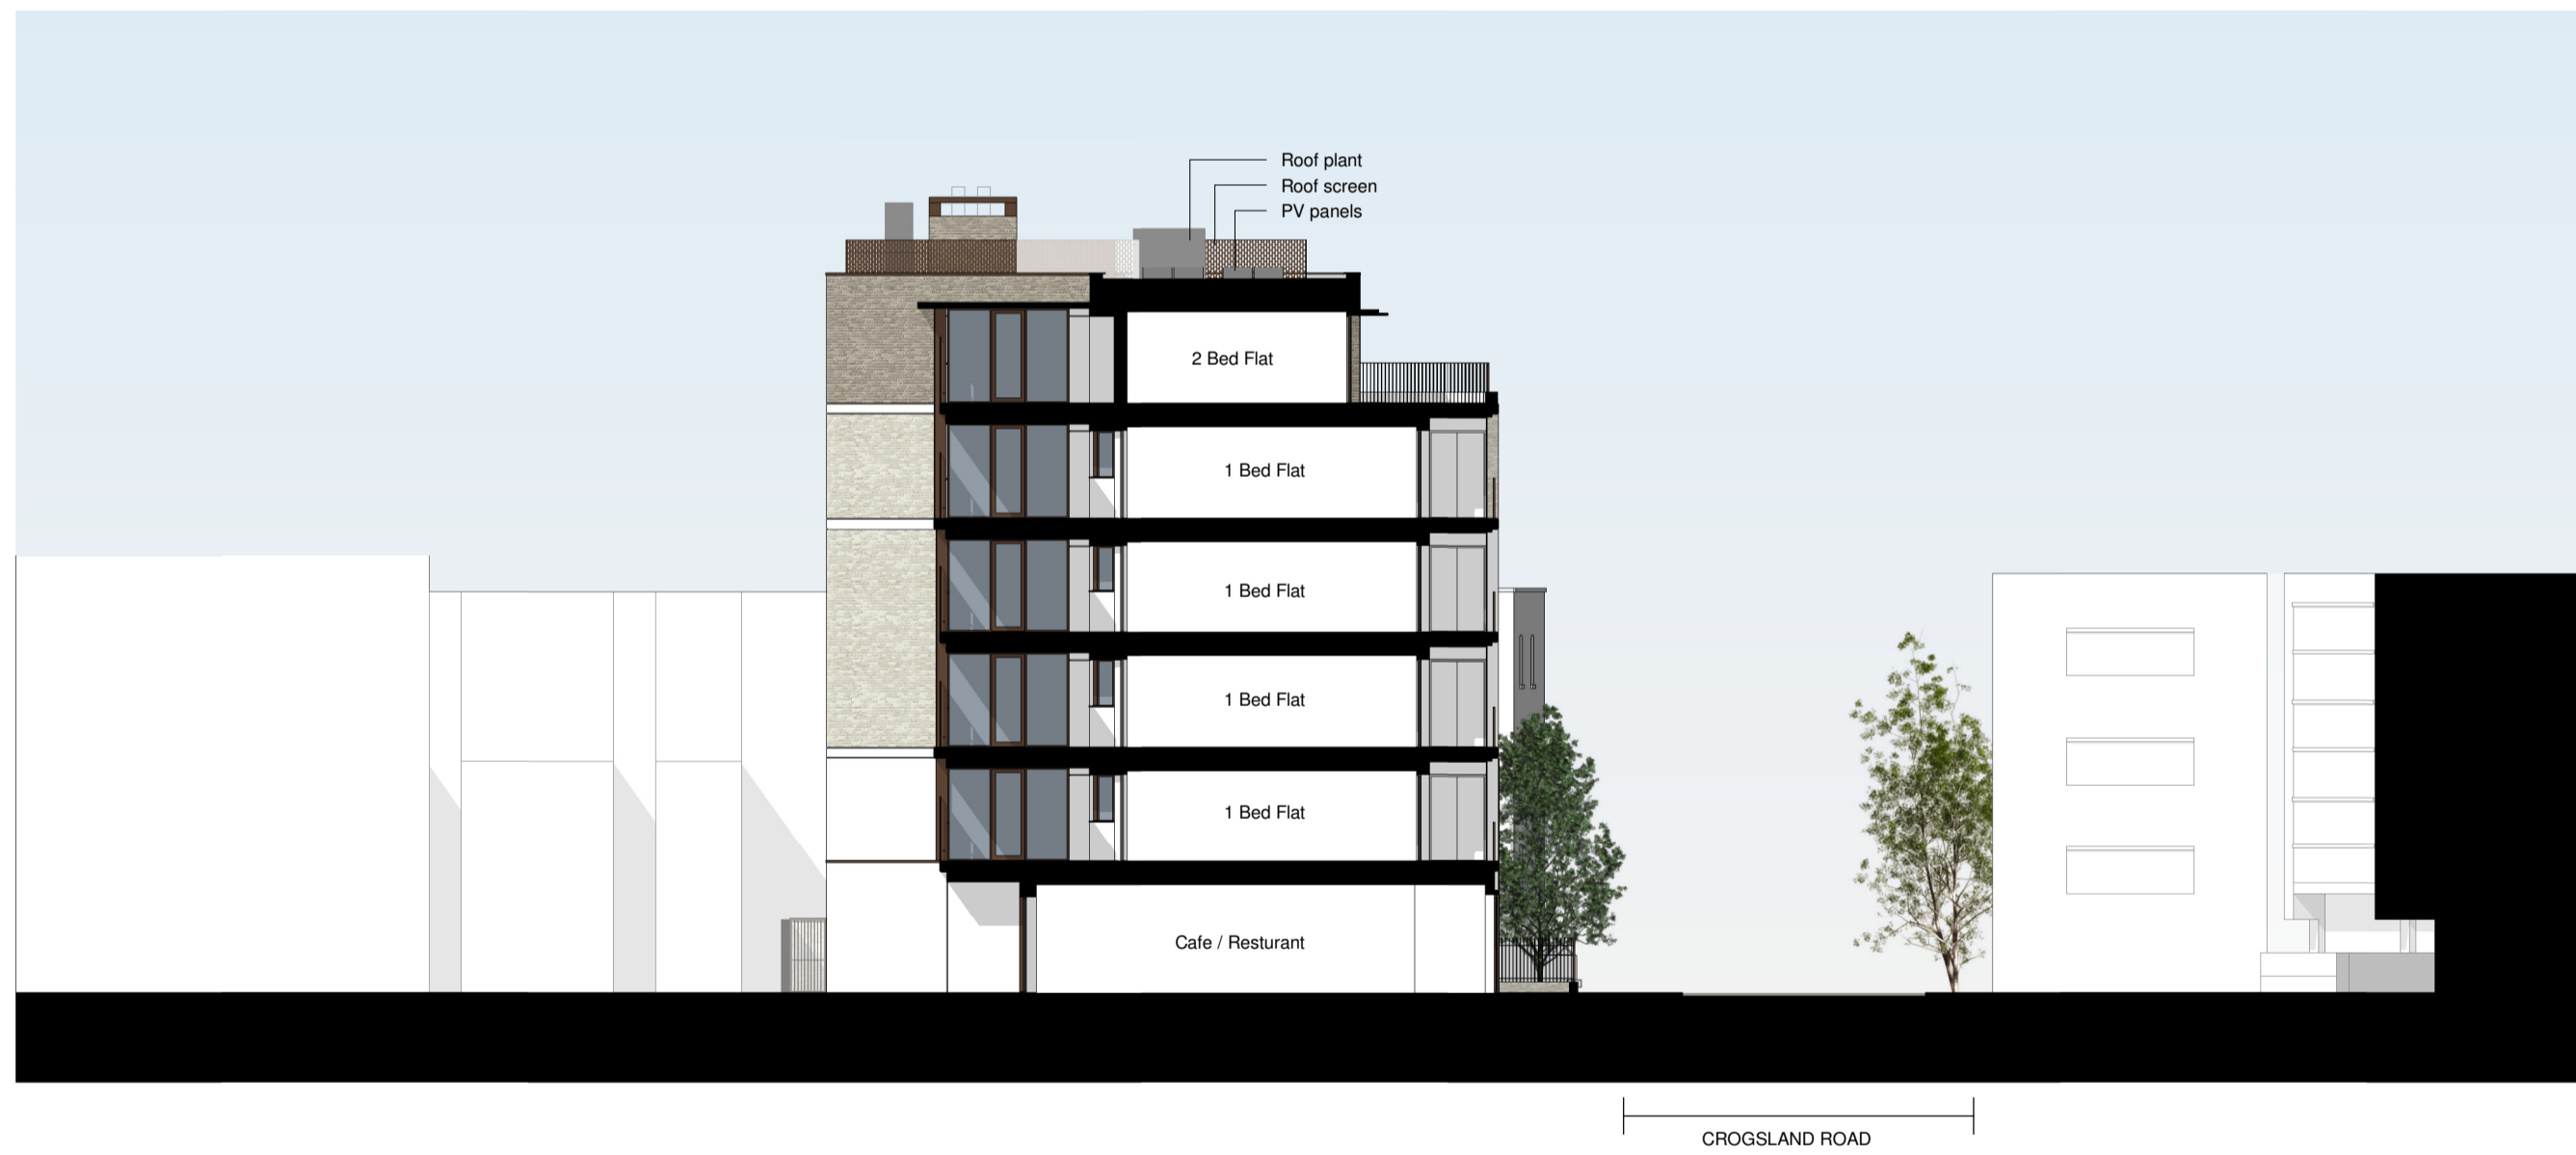 Roof plant
Roof screen
PV panels
2 Bed Flat
1 Bed Flat
1 Bed Flat
1 Bed Flat
1 Bed Flat
Cafe / Resturant
CROGSLAND ROAD